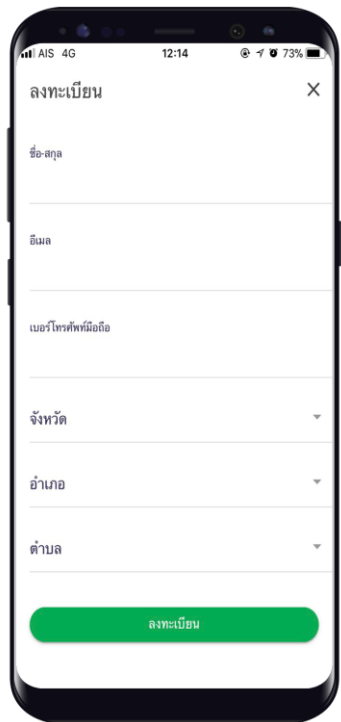 AIS 4G 12:14 73%
ลงทะเบียน
ชื่อ-สกุล
อีเมล
เบอร์โทรศัพท์มือถือ
จังหวัด
อำเภอ
ตำบล
ลงทะเบียน